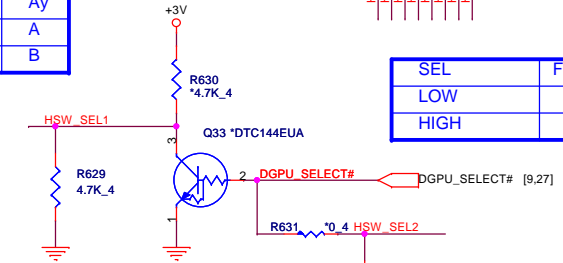 Ay
A
B
+3V
R630
*4.7K_4
HSW_SEL1
3
Q33 *DTC144EUA
R629
4.7K_4
2
DGPU_SELECT#
DGPU_SELECT# [9,27]
1
R631
*0_4
HSW_SEL2
SEL F
LOW
HIGH